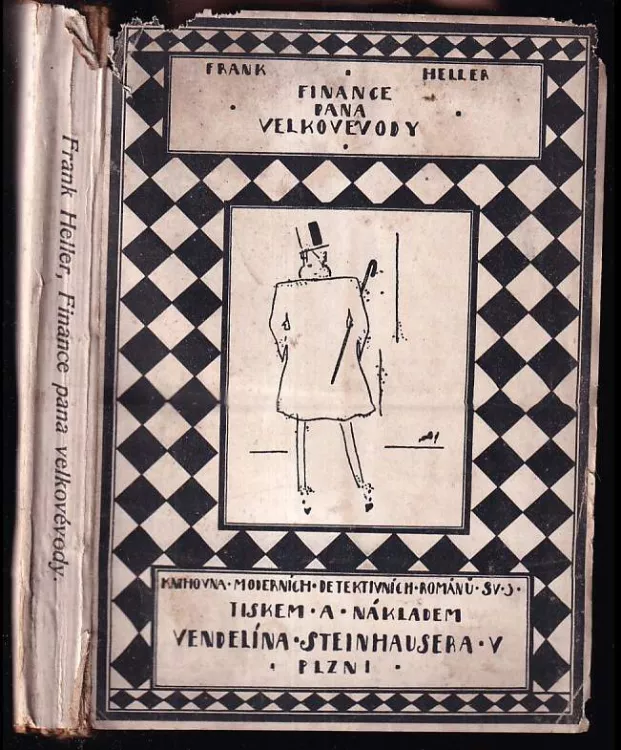 Frank Heller, Finance pana velkovévody.
FRANK HELLER
FINANCE
PANA
VELKOVÉVODY
KNIHOVNA · MODERNÍCH · DETEKTIVNÍCH · ROMÁNŮ · SV · 3 ·
TISKEM · A · NÁKLADEM
VENDELÍNA · STEINHAUSERA · V
· PLZNI ·